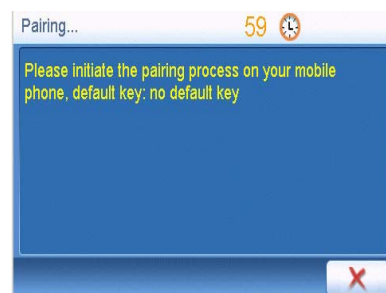 Pairing...
59
Please initiate the pairing process on your mobile
phone, default key: no default key